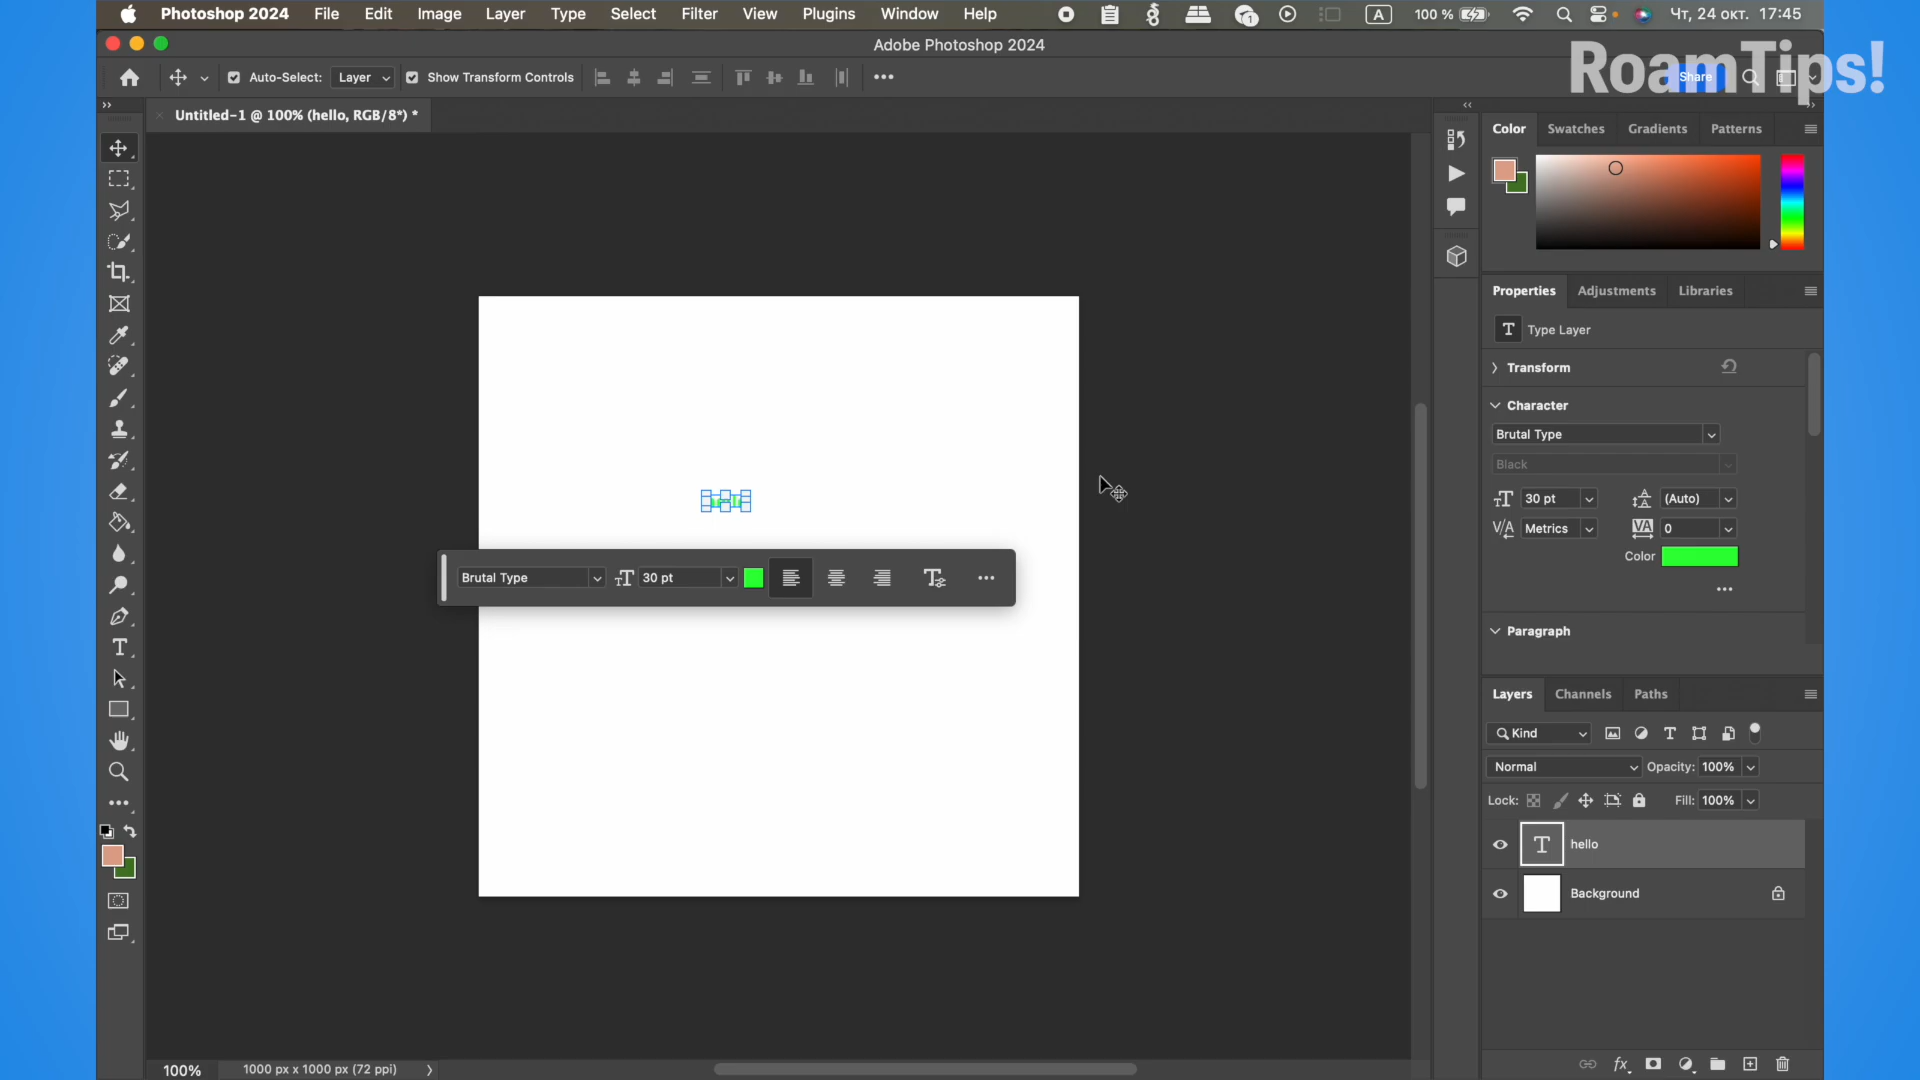 Photoshop 2024 File Edit Image Layer Type Select Filter View Plugins Window Help 1 A 100 % Чт, 24 окт. 17:45
Adobe Photoshop 2024
RoamTips!
Auto-Select: Layer Show Transform Controls Share
Untitled-1 @ 100% (hello, RGB/8*) *
Color Swatches Gradients Patterns
Properties Adjustments Libraries
T Type Layer
Transform
Character
Brutal Type
Black
30 pt (Auto)
Metrics 0
Color
Brutal Type 30 pt
Paragraph
Layers Channels Paths
Kind
Normal Opacity: 100%
Lock: Fill: 100%
T hello
Background
100% 1000 px x 1000 px (72 ppi) fx